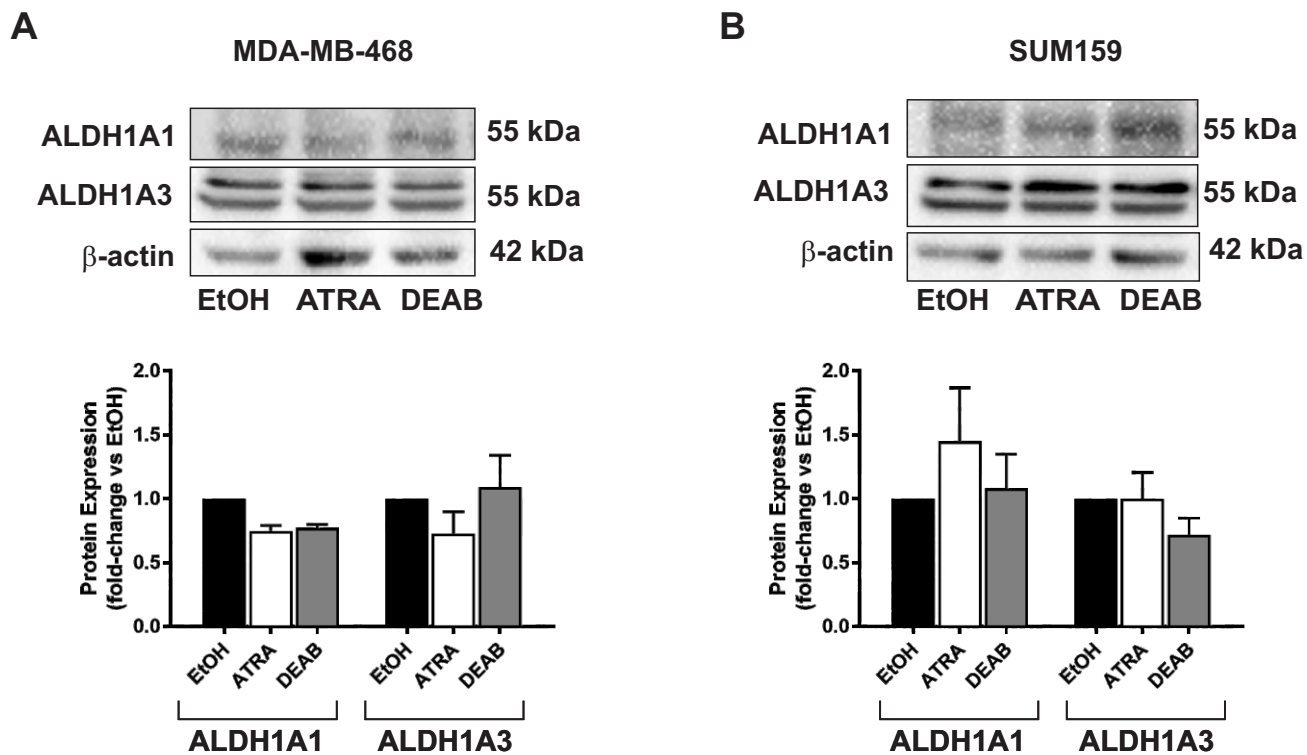 A
MDA-MB-468
ALDH1A1
55 kDa
ALDH1A3
55 kDa
β-actin
42 kDa
EtOH ATRA DEAB
Protein Expression
(fold-change vs EtOH)
2.0
1.5
1.0
0.5
0.0
EtOH ATRA DEAB EtOH ATRA DEAB
ALDH1A1 ALDH1A3
B
SUM159
ALDH1A1
55 kDa
ALDH1A3
55 kDa
β-actin
42 kDa
EtOH ATRA DEAB
Protein Expression
(fold-change vs EtOH)
2.0
1.5
1.0
0.5
0.0
EtOH ATRA DEAB EtOH ATRA DEAB
ALDH1A1 ALDH1A3